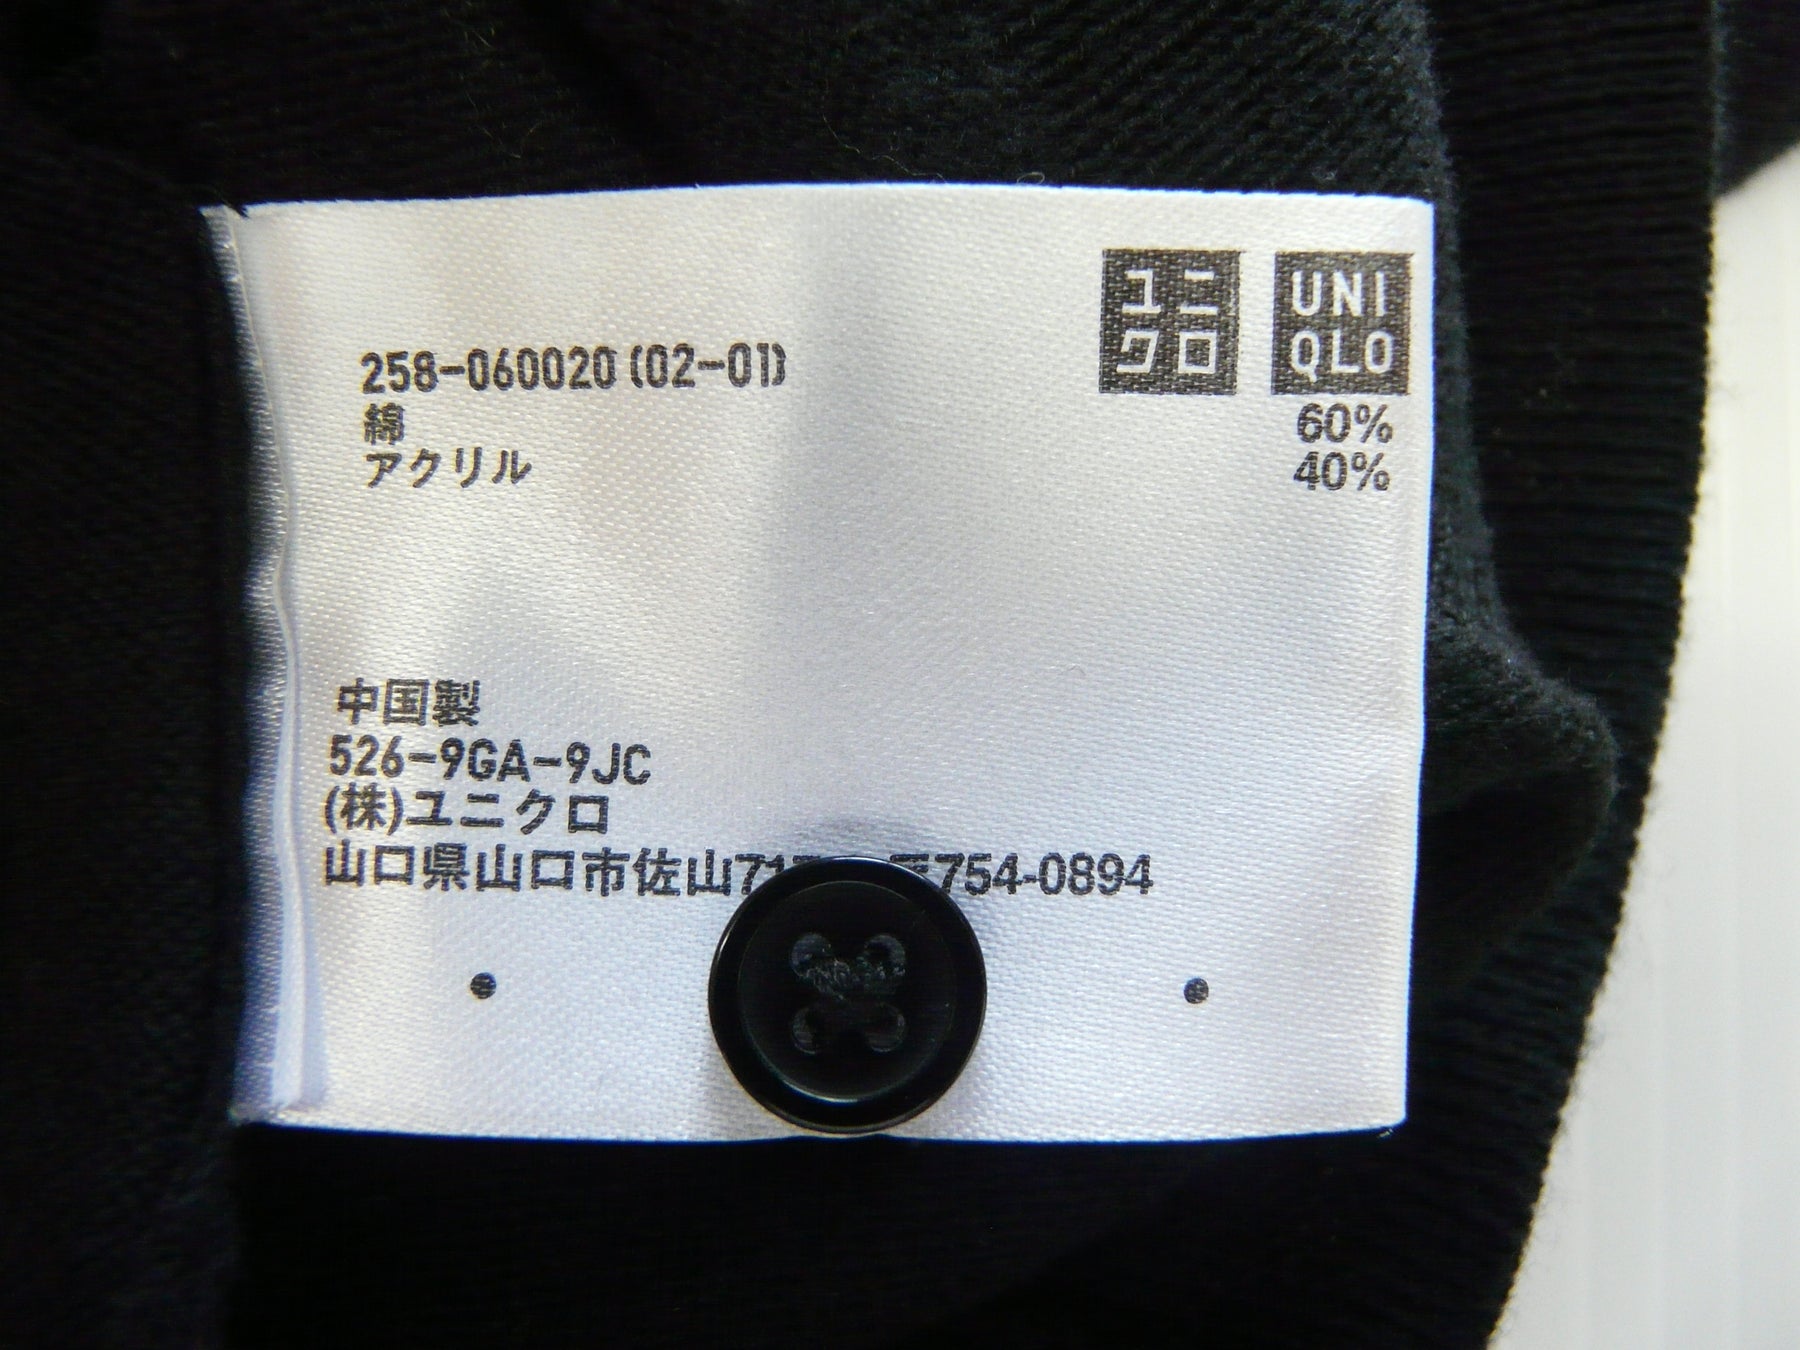 ユニ
クロ
UNI
QLO
258-060020 (02-01)
綿 60%
アクリル 40%
中国製
526-9GA-9JC
(株)ユニクロ
山口県山口市佐山 754-0894